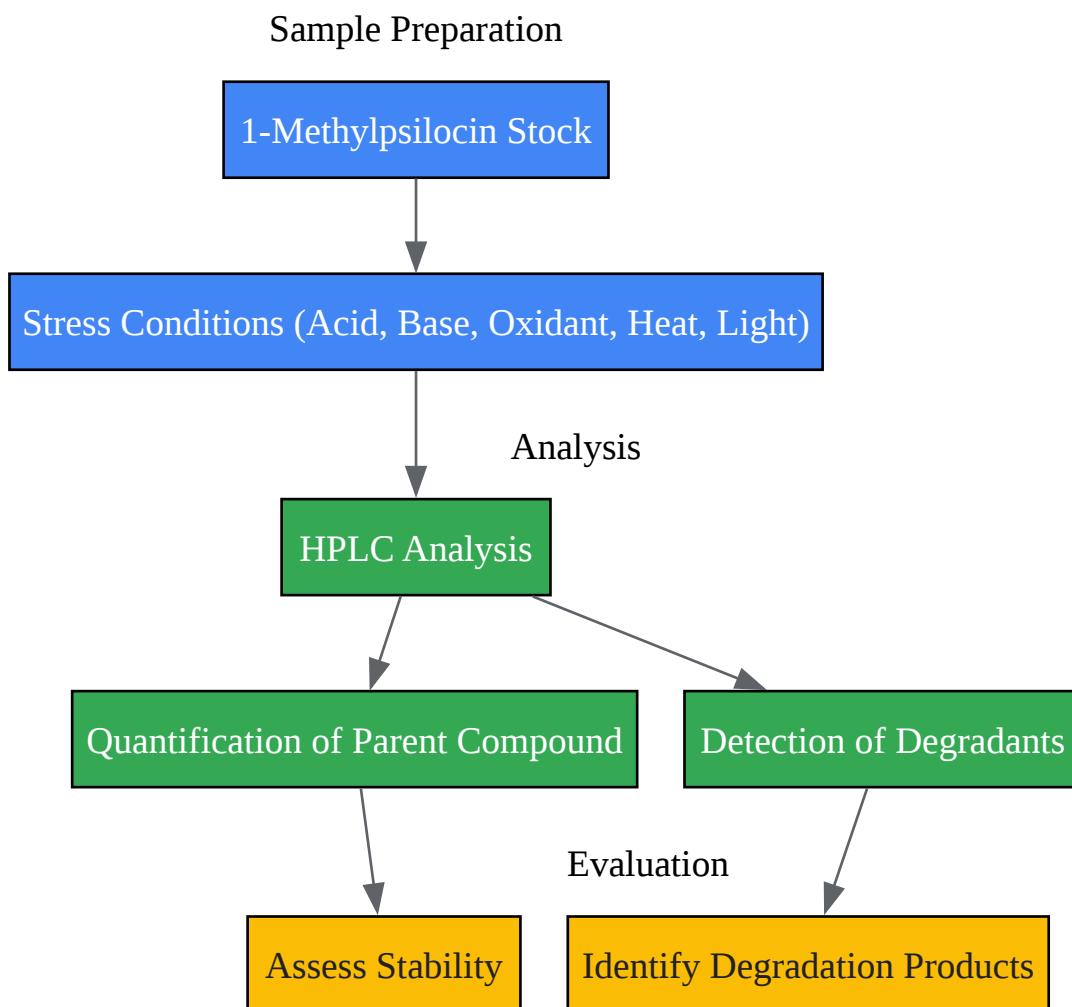 Sample Preparation
1-Methylpsilocin Stock
Stress Conditions (Acid, Base, Oxidant, Heat, Light)
Analysis
HPLC Analysis
Quantification of Parent Compound
Detection of Degradants
Evaluation
Assess Stability
Identify Degradation Products